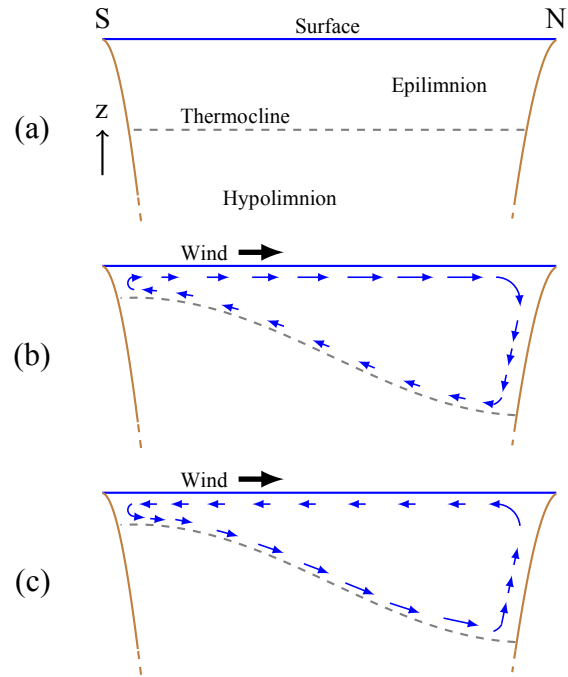 S N
Surface
Epilimnion
(a)
z
Thermocline
Hypolimnion
Wind
(b)
Wind
(c)